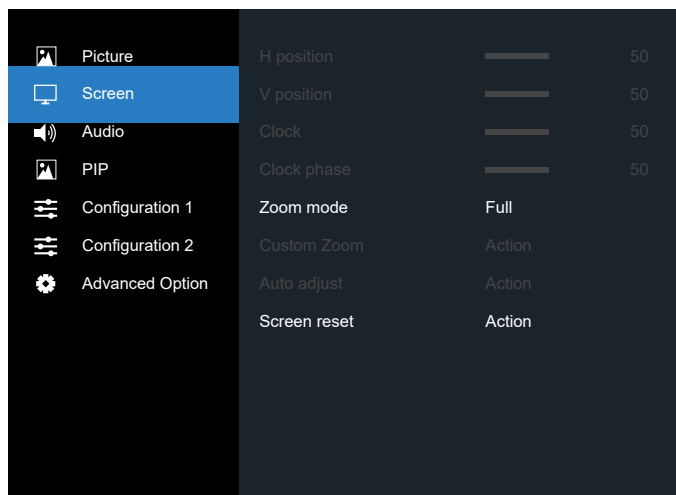 Picture
H position 50
Screen
V position 50
Audio
Clock 50
PIP
Clock phase 50
Configuration 1
Zoom mode Full
Configuration 2
Custom Zoom Action
Advanced Option
Auto adjust Action
Screen reset Action